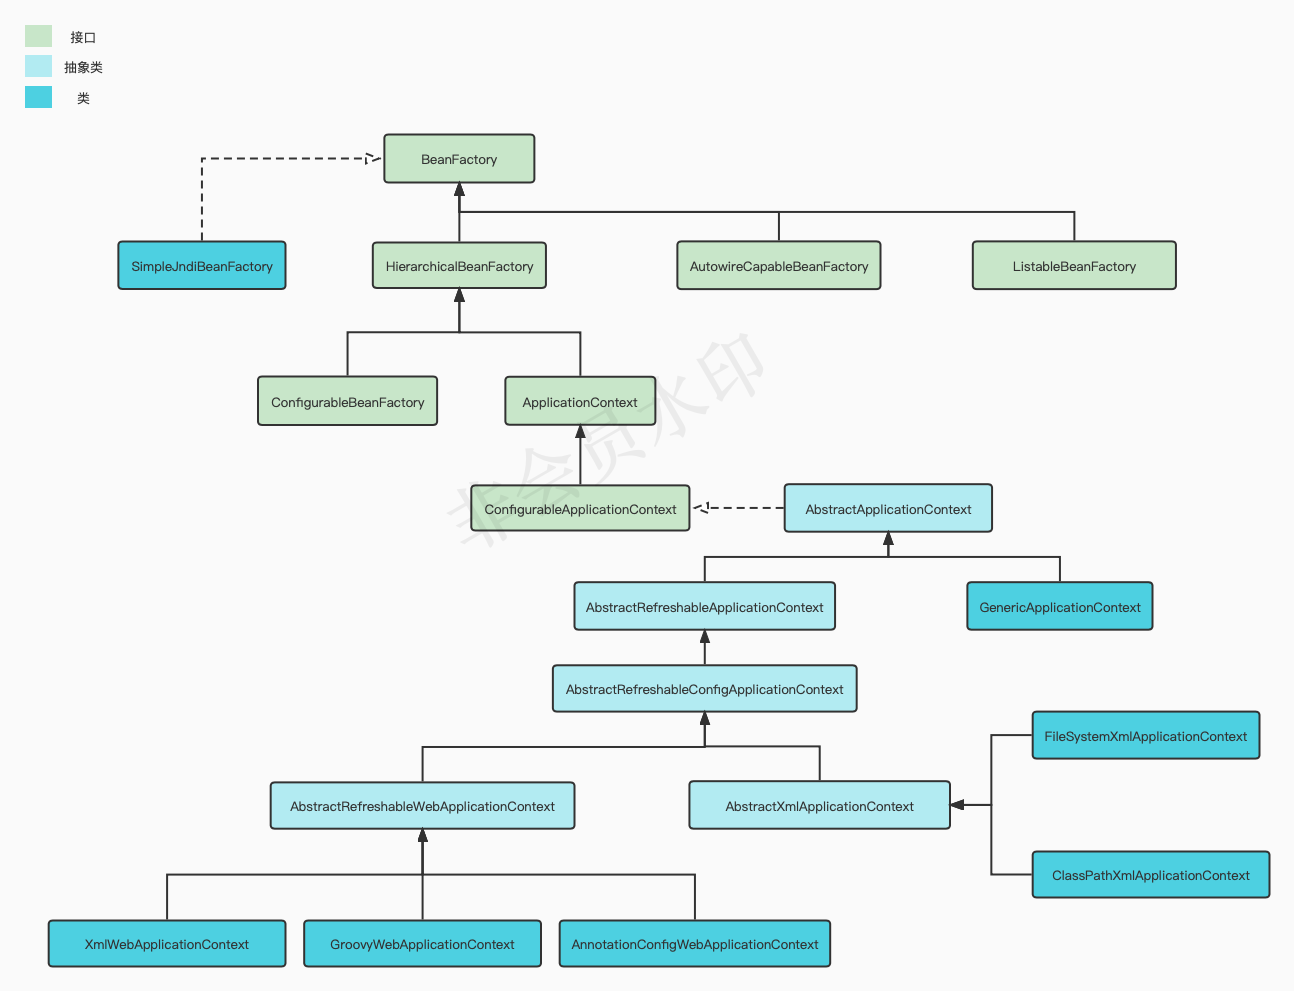 接口
抽象类
类
BeanFactory
SimpleJndiBeanFactory
HierarchicalBeanFactory
AutowireCapableBeanFactory
ListableBeanFactory
ConfigurableBeanFactory
ApplicationContext
ConfigurableApplicationContext
AbstractApplicationContext
AbstractRefreshableApplicationContext
GenericApplicationContext
AbstractRefreshableConfigApplicationContext
FileSystemXmlApplicationContext
AbstractRefreshableWebApplicationContext
AbstractXmlApplicationContext
ClassPathXmlApplicationContext
XmlWebApplicationContext
GroovyWebApplicationContext
AnnotationConfigWebApplicationContext
非会员水印